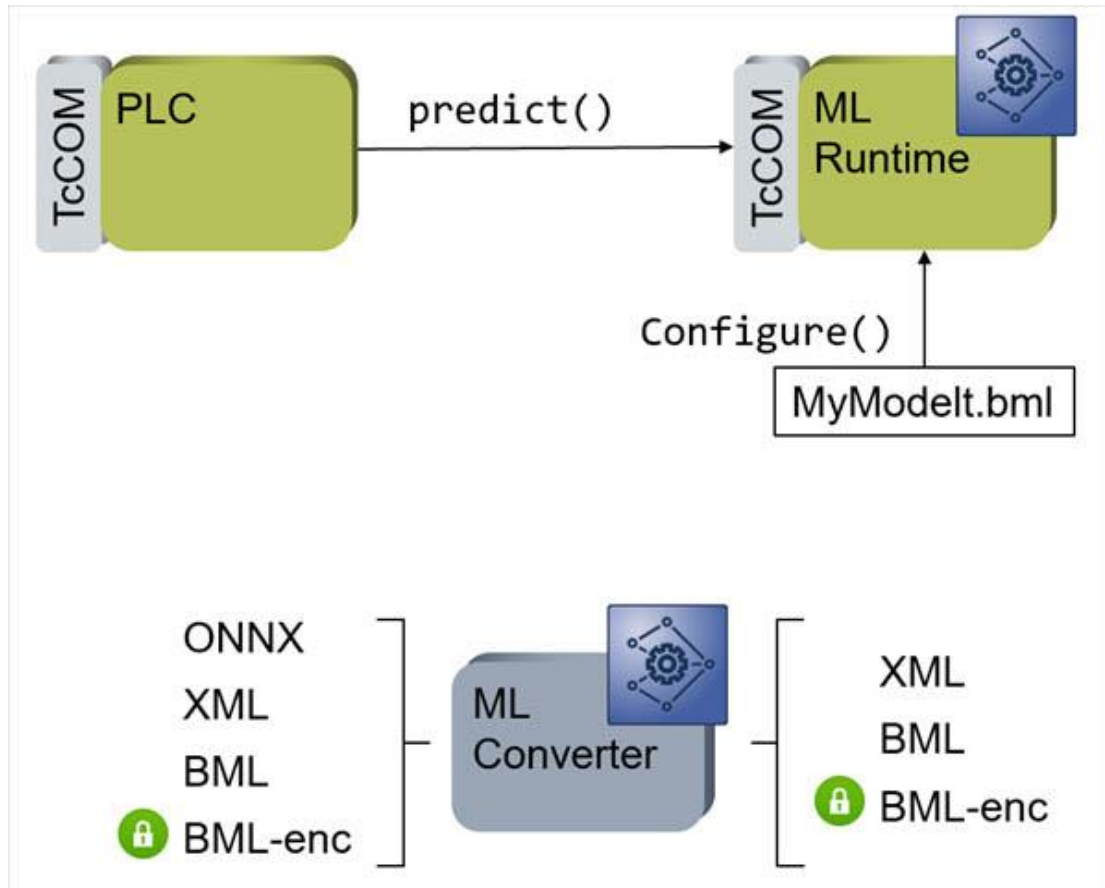 TcCOM
PLC
predict()
TcCOM
ML
Runtime
Configure()
MyModelt.bml
ONNX
XML
BML
BML-enc
ML
Converter
XML
BML
BML-enc